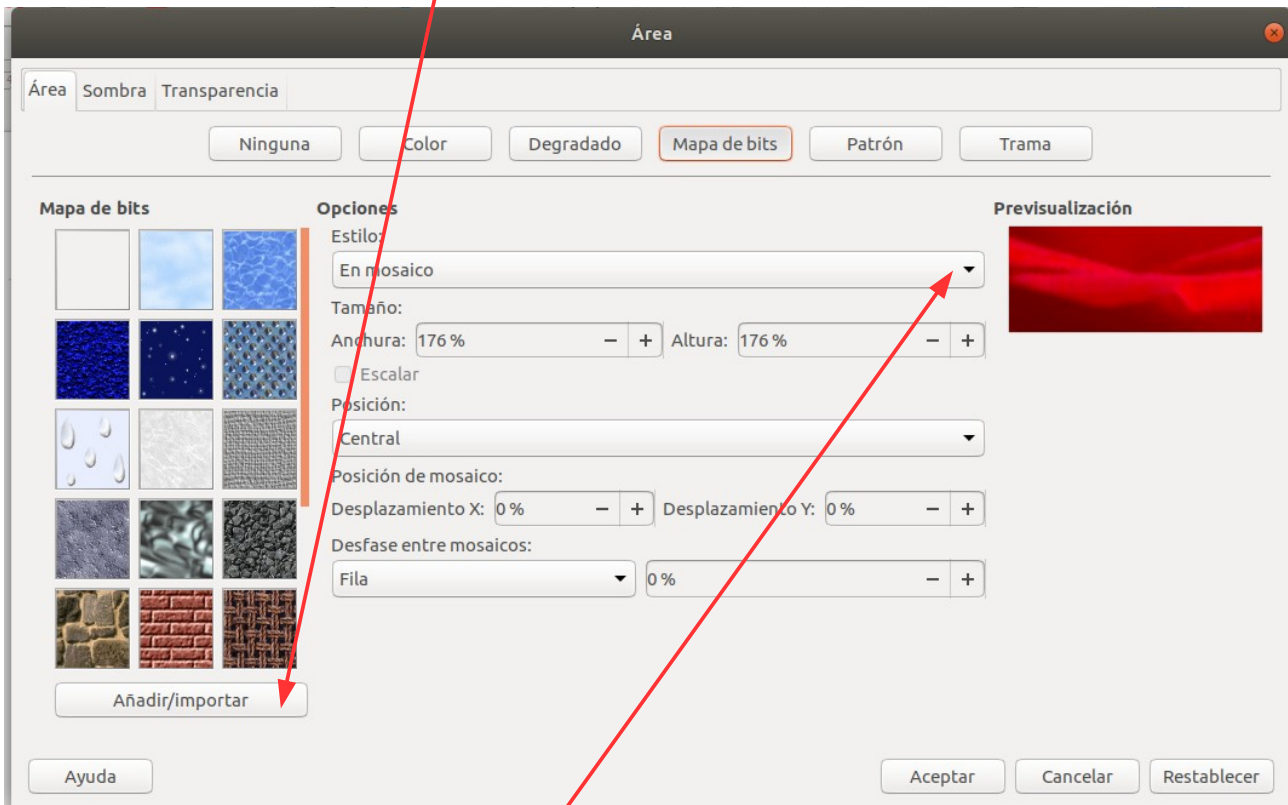 Área
Área Sombra Transparencia
Ninguna Color Degradado Mapa de bits Patrón Trama
Mapa de bits Opciones Previsualización
Estilo:
En mosaico
Tamaño:
Anchura: 176 % − + Altura: 176 % − +
Escalar
Posición:
Central
Posición de mosaico:
Desplazamiento X: 0 % − + Desplazamiento Y: 0 % − +
Desfase entre mosaicos:
Fila 0 % − +
Añadir/importar
Ayuda Aceptar Cancelar Restablecer